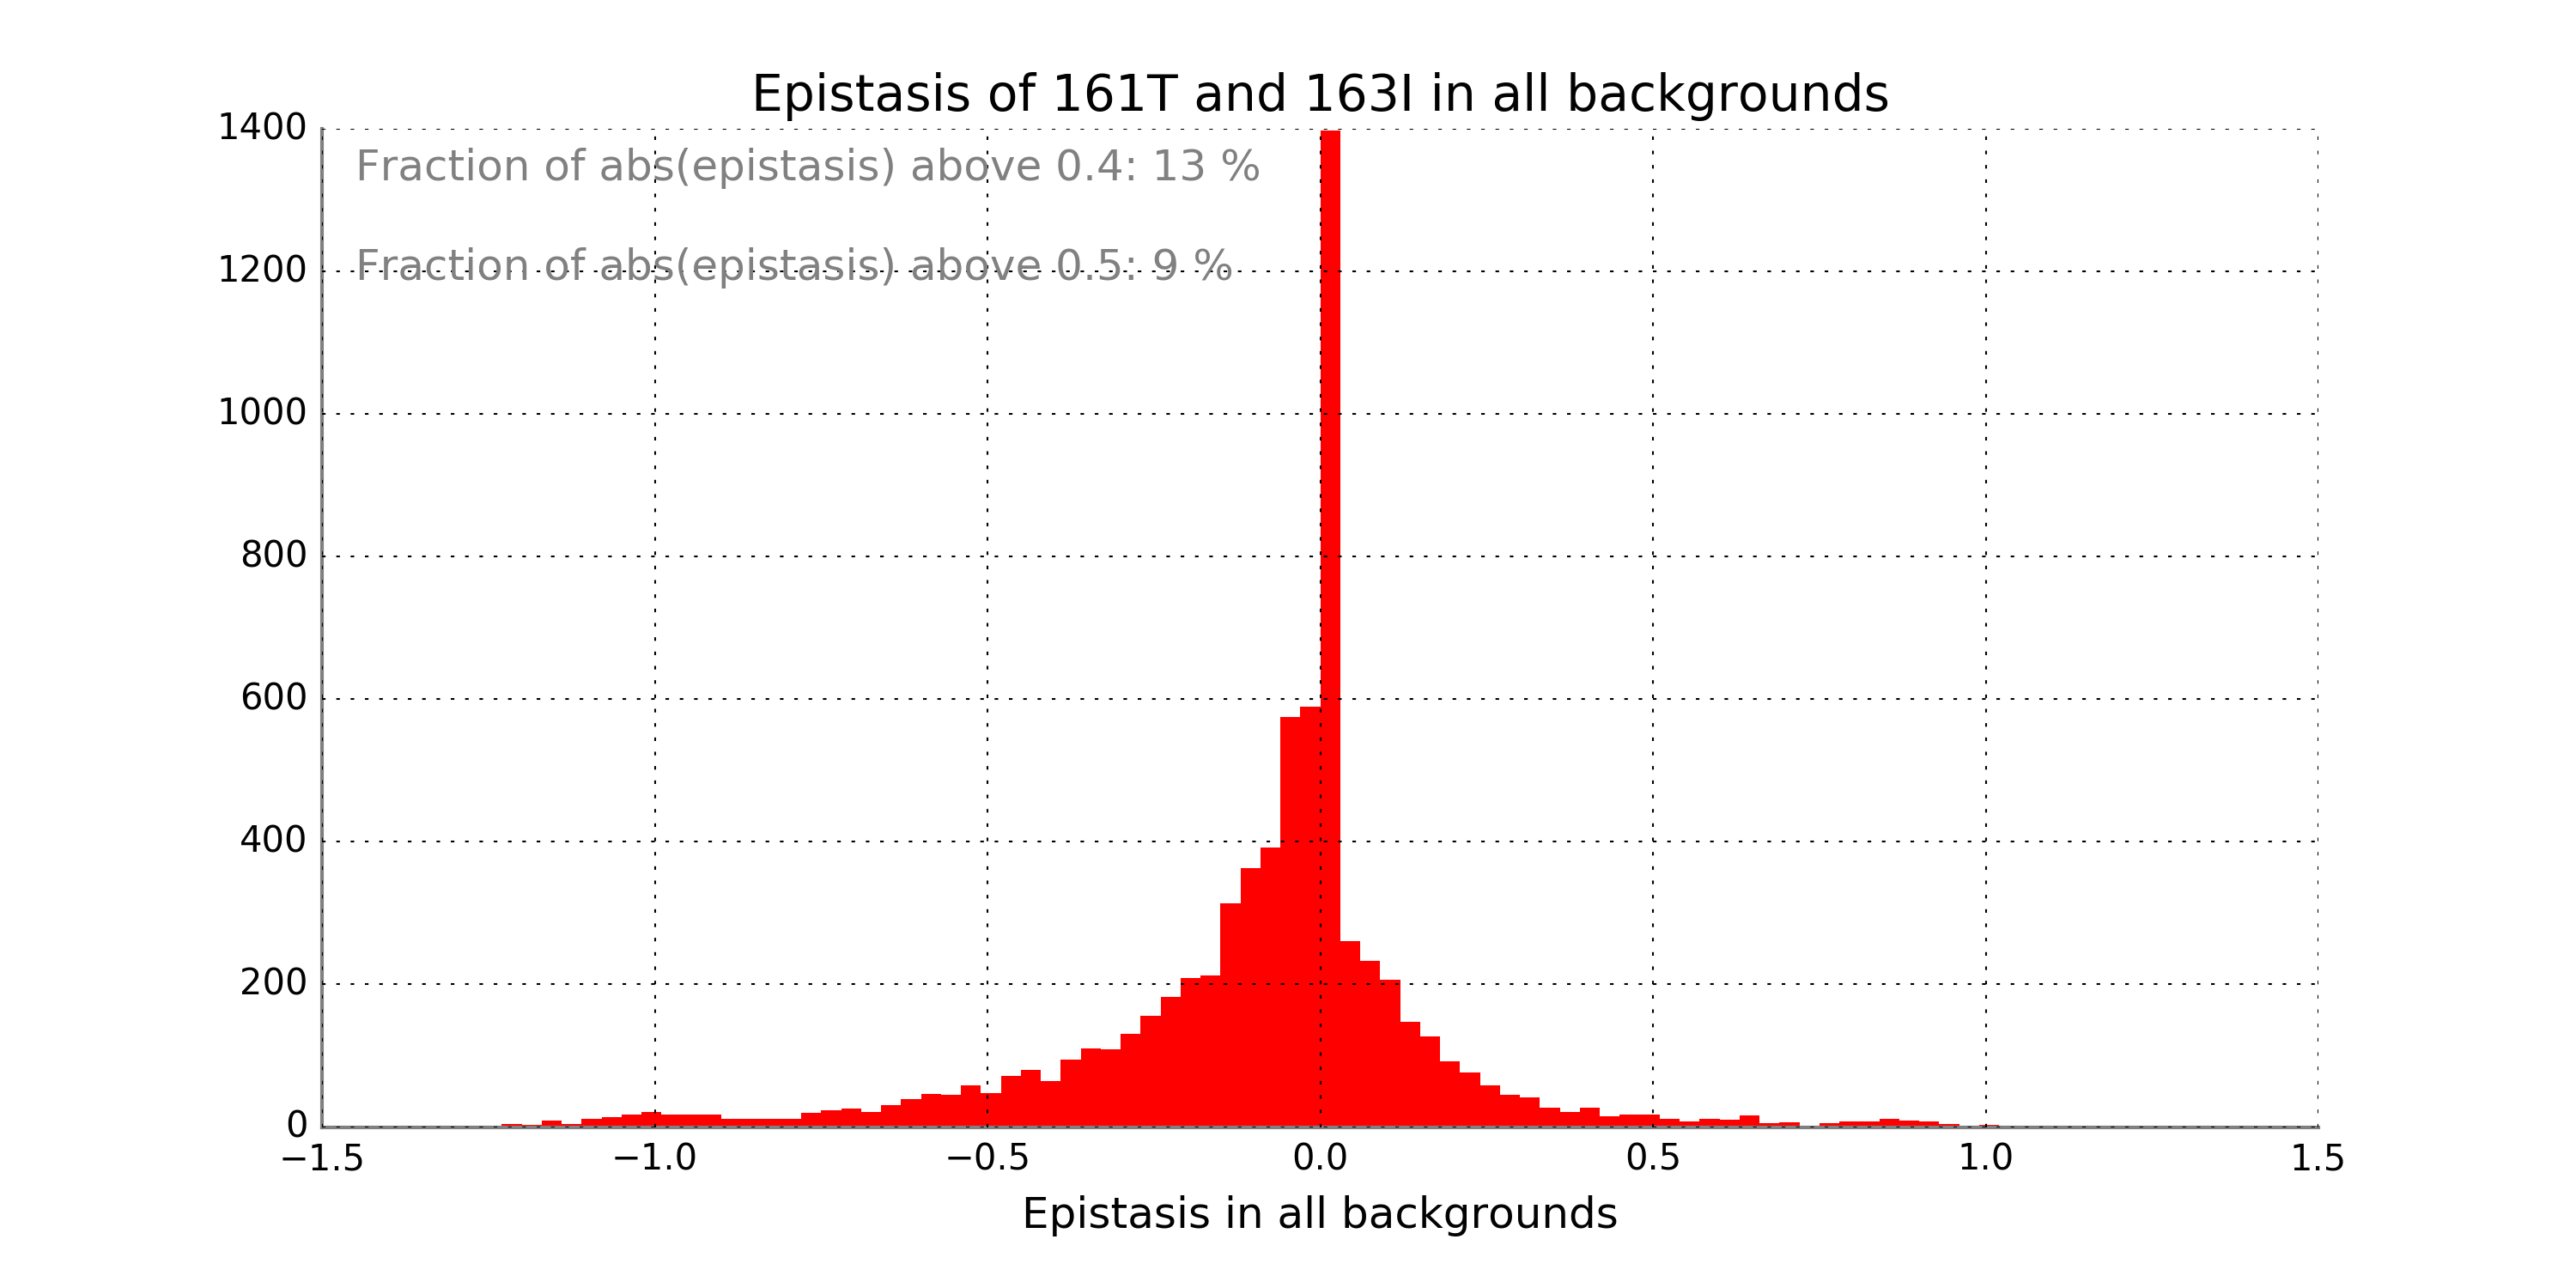 Epistasis of 161T and 163I in all backgrounds
1400
Fraction of abs(epistasis) above 0.4: 13 %
1200
Fraction of abs(epistasis) above 0.5: 9 %
1000
800
600
400
200
0
−1.5 −1.0 −0.5 0.0 0.5 1.0 1.5
Epistasis in all backgrounds